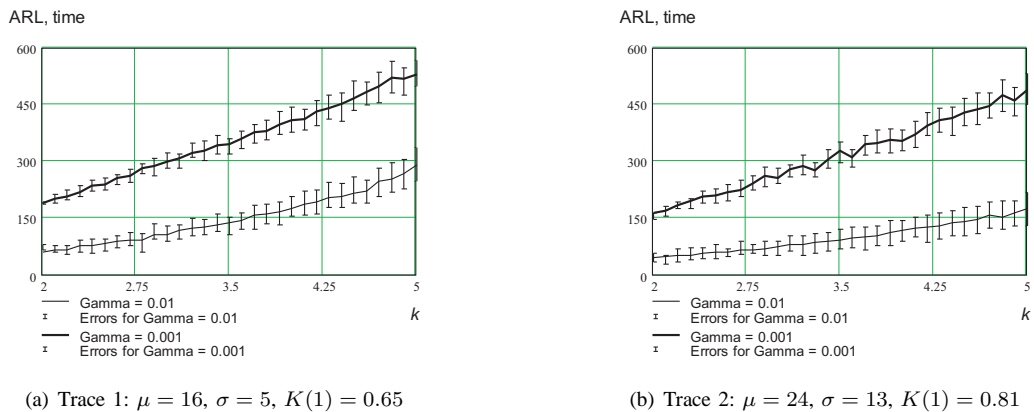 ARL, time
600
450
300
150
0
2
2.75
3.5
4.25
5
k
Gamma = 0.01
Errors for Gamma = 0.01
Gamma = 0.001
Errors for Gamma = 0.001
(a) Trace 1: μ = 16, σ = 5, K(1) = 0.65
ARL, time
600
450
300
150
0
2
2.75
3.5
4.25
5
k
Gamma = 0.01
Errors for Gamma = 0.01
Gamma = 0.001
Errors for Gamma = 0.001
(b) Trace 2: μ = 24, σ = 13, K(1) = 0.81